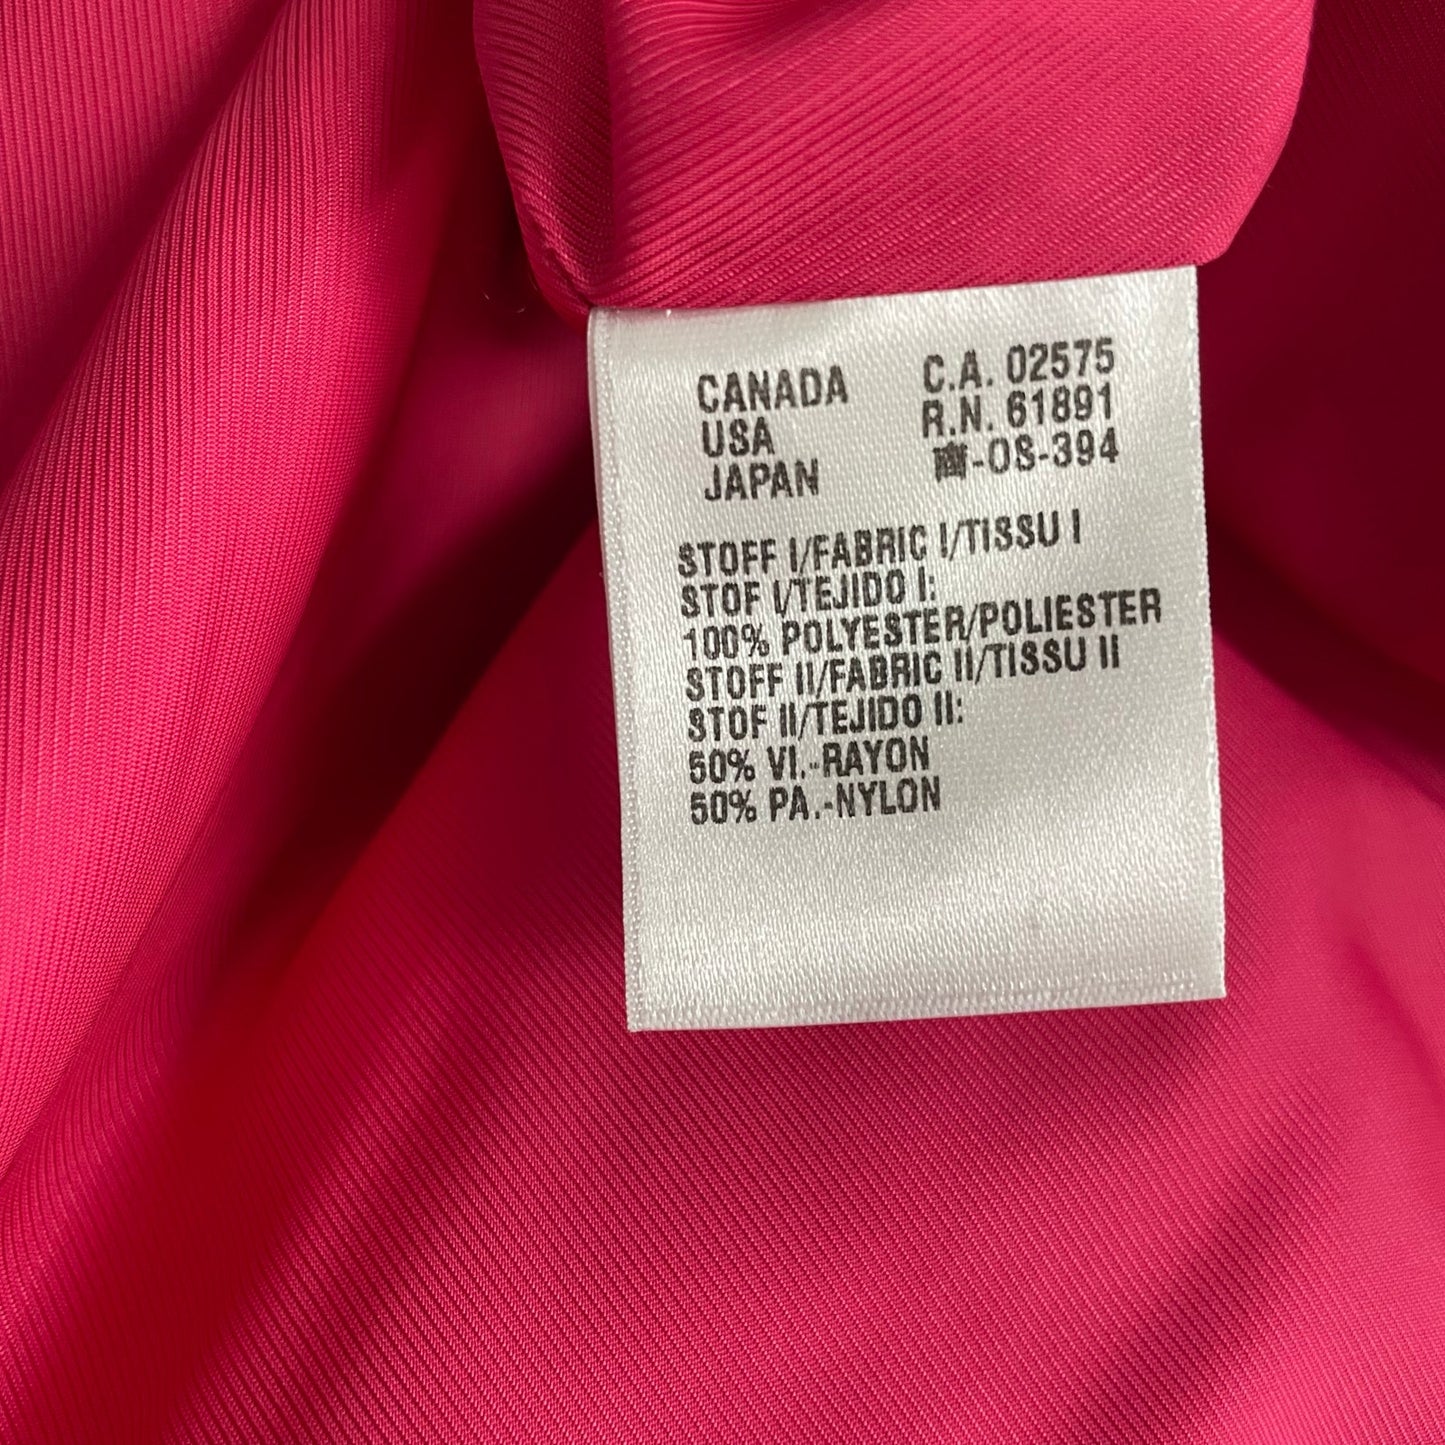 CANADA C.A. 02575
USA R.N. 61891
JAPAN -OS-394
STOFF I/FABRIC I/TISSU I
STOF I/TEJIDO I:
100% POLYESTER/POLIESTER
STOFF II/FABRIC II/TISSU II
STOF II/TEJIDO II:
50% VI.-RAYON
50% PA.-NYLON